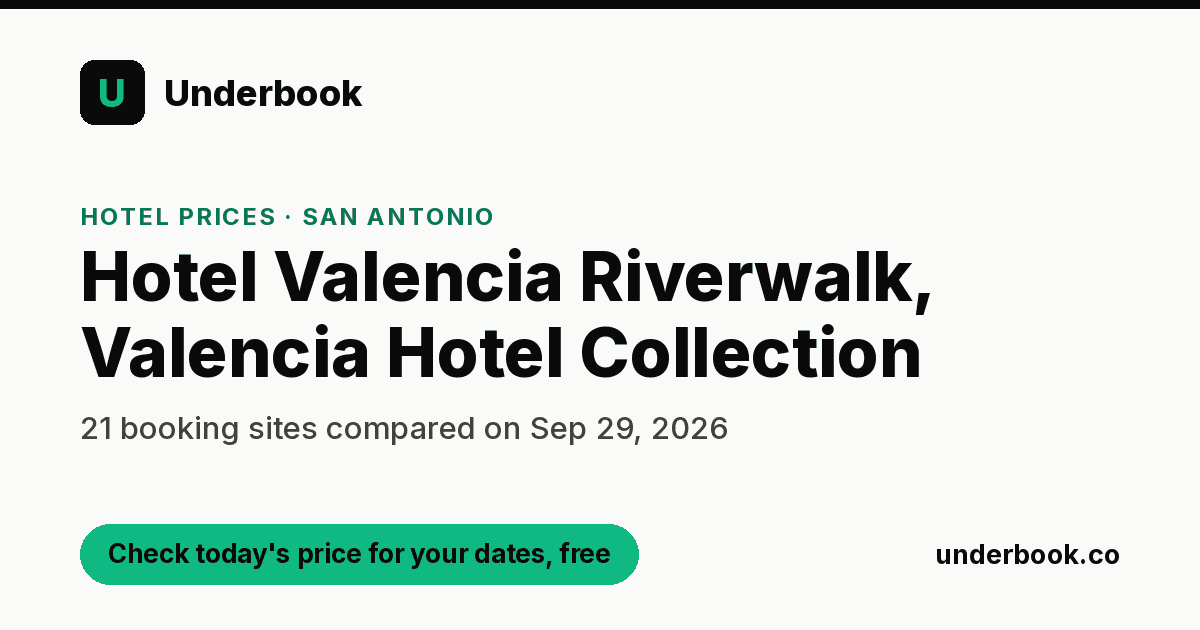 U
Underbook
HOTEL PRICES · SAN ANTONIO
Hotel Valencia Riverwalk,
Valencia Hotel Collection
21 booking sites compared on Sep 29, 2026
Check today's price for your dates, free
underbook.co